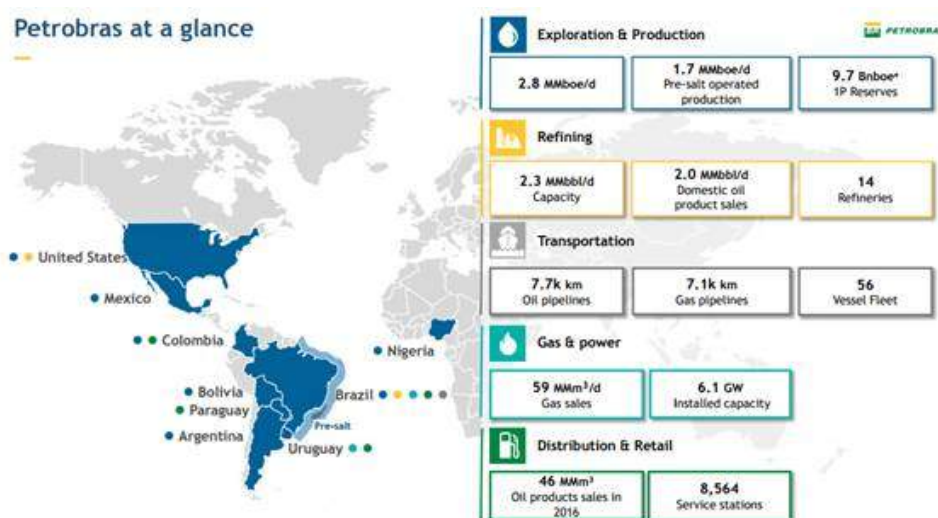 Petrobras at a glance
United States
Mexico
Colombia
Nigeria
Bolivia
Brazil
Paraguay
Pre-salt
Argentina
Uruguay
PETROBRA
Exploration & Production
2.8 MMboe/d
1.7 MMboe/d
Pre-salt operated
production
9.7 Bnboe*
1P Reserves
Refining
2.3 MMbbl/d
Capacity
2.0 MMbbl/d
Domestic oil
product sales
14
Refineries
Transportation
7.7k km
Oil pipelines
7.1k km
Gas pipelines
56
Vessel Fleet
Gas & power
59 MMm³/d
Gas sales
6.1 GW
Installed capacity
Distribution & Retail
46 MMm³
Oil products sales in
2016
8,564
Service stations